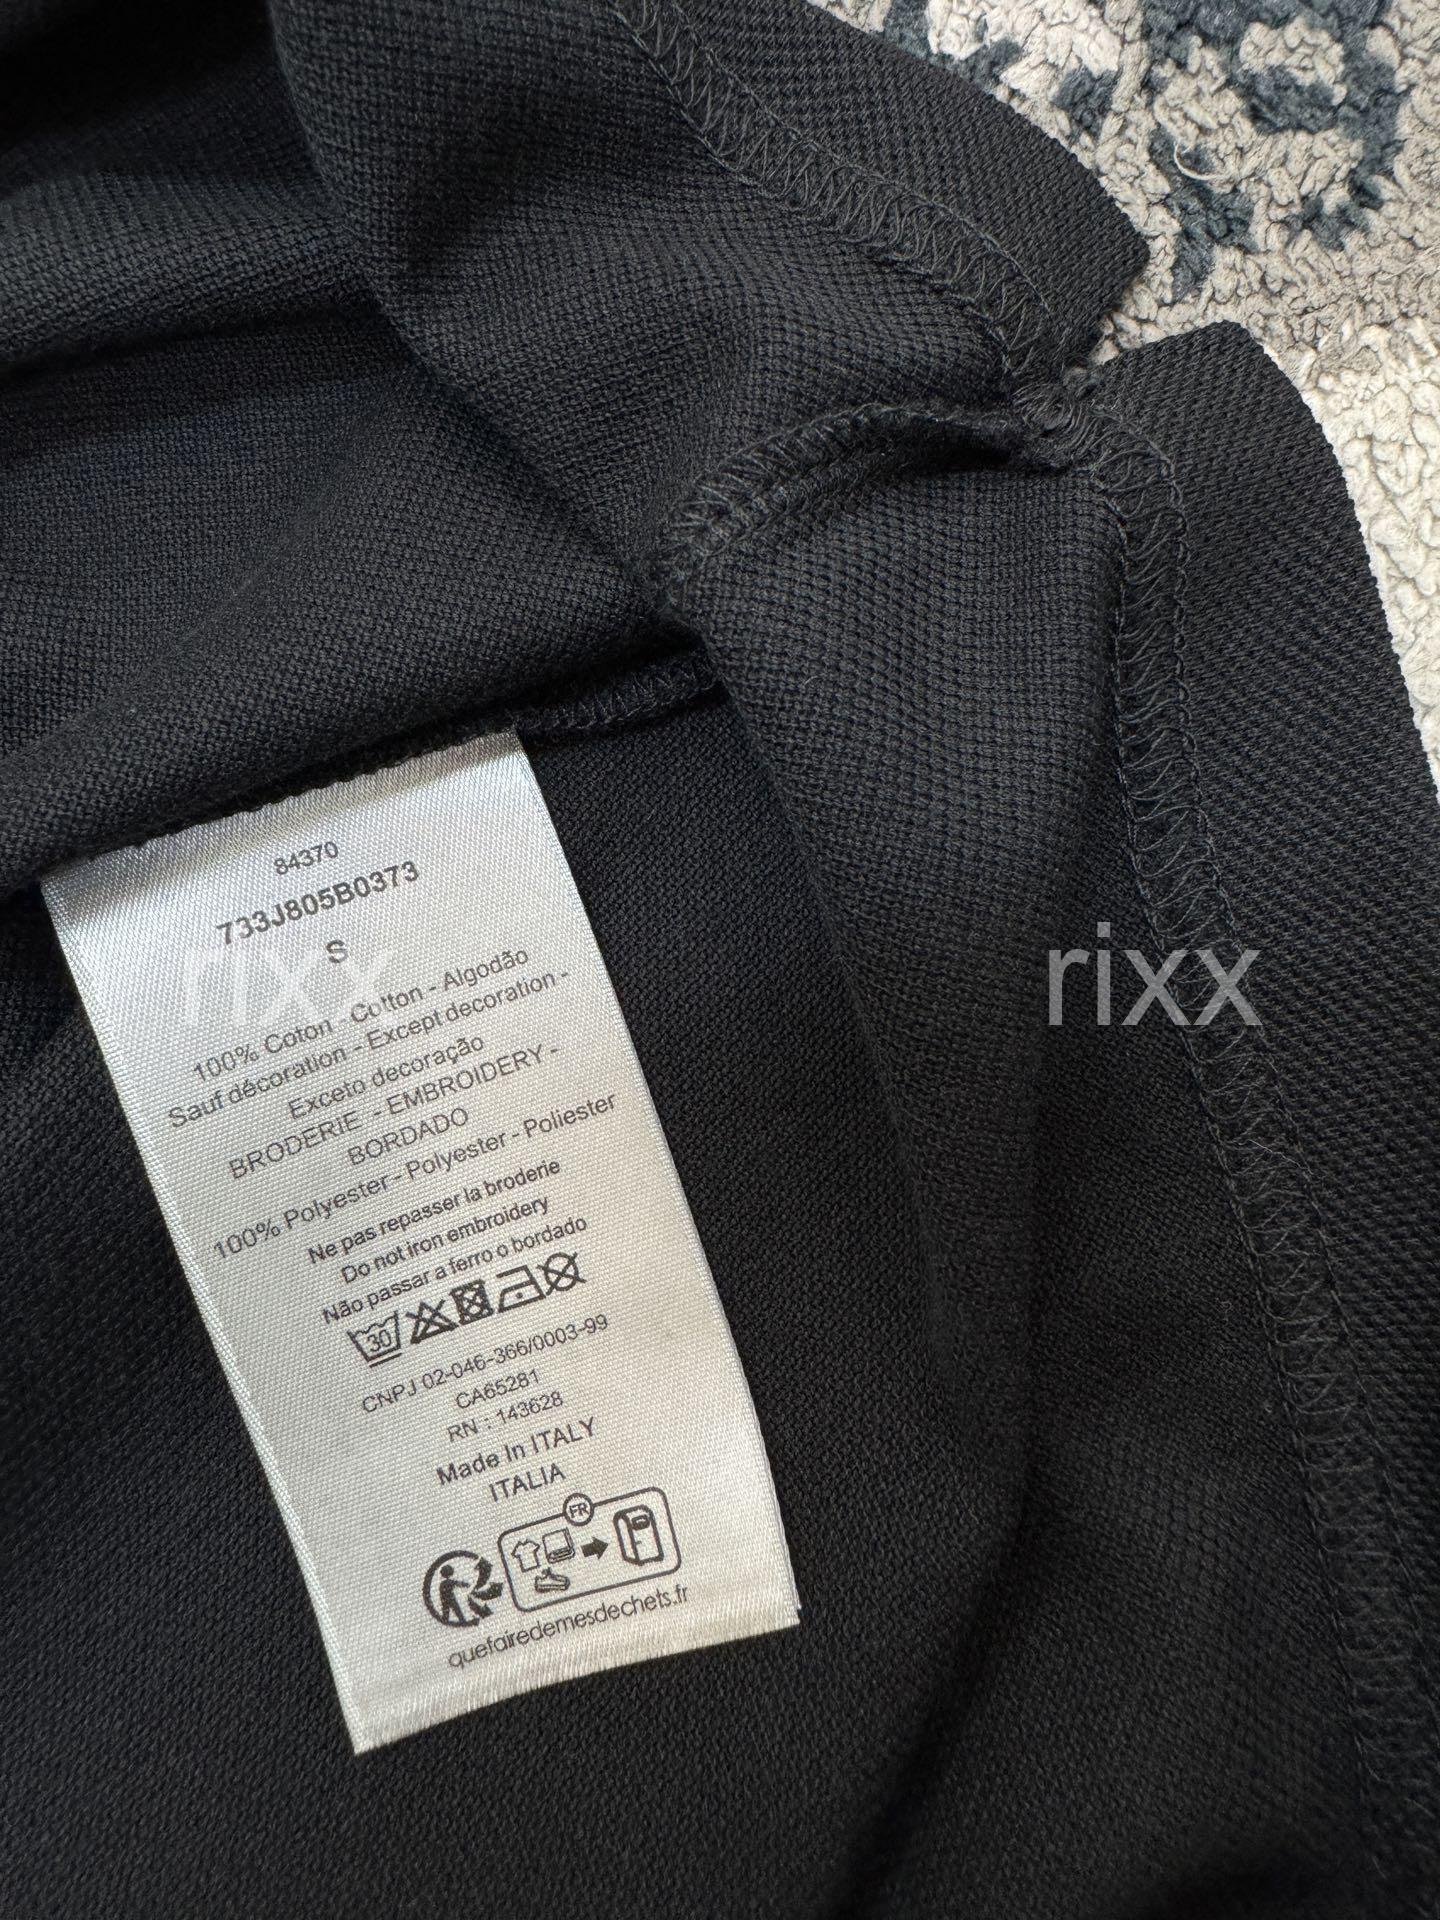 84370
733J805B0373
S
100% Coton - Cotton - Algodão
Sauf décoration - Except decoration -
Exceto decoração
BRODERIE - EMBROIDERY -
BORDADO
100% Polyester - Polyester - Poliester
Ne pas repasser la broderie
Do not iron embroidery
Não passar a ferro o bordado
30
CNPJ 02-046-366/0003-99
CA65281
RN : 143628
Made In ITALY
ITALIA
FR
quefairedemesdechets.fr
rixx
rixx